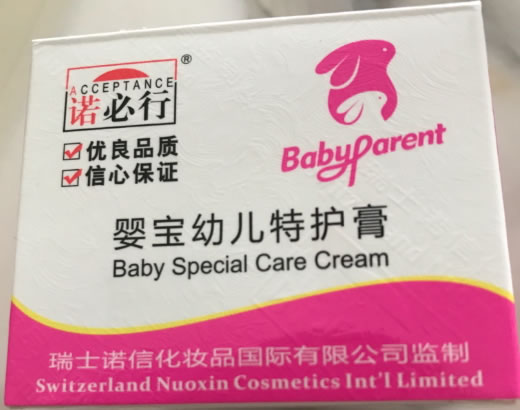 ACCEPTANCE
诺必行®
优良品质
信心保证
BabyParent
婴宝幼儿特护膏
Baby Special Care Cream
瑞士诺信化妆品国际有限公司监制
Switzerland Nuoxin Cosmetics Int'l Limited